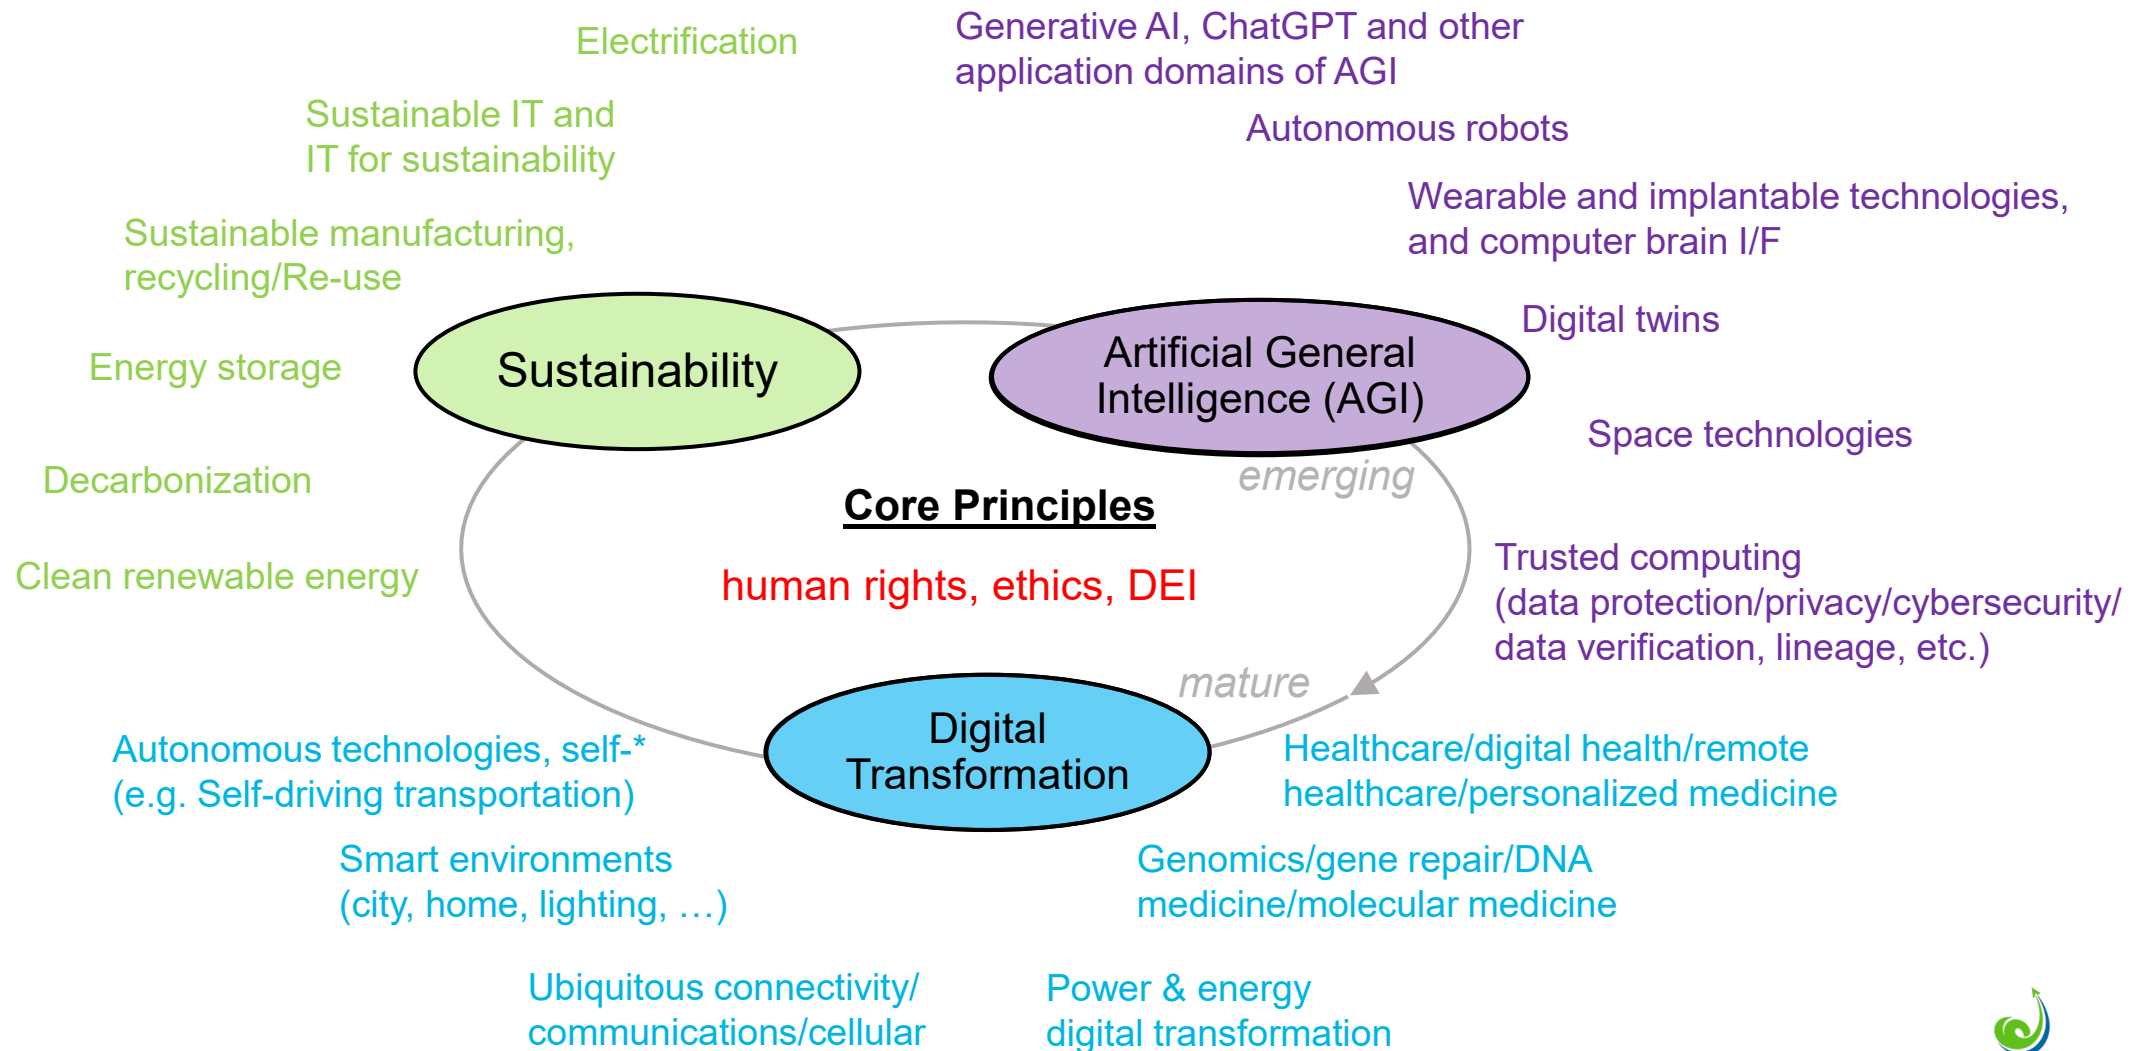 Electrification
Generative AI, ChatGPT and other
application domains of AGI
Sustainable IT and
IT for sustainability
Autonomous robots
Wearable and implantable technologies,
and computer brain I/F
Sustainable manufacturing,
recycling/Re-use
Digital twins
Energy storage
Sustainability
Artificial General
Intelligence (AGI)
Space technologies
Decarbonization
emerging
Core Principles
Clean renewable energy
human rights, ethics, DEI
Trusted computing
(data protection/privacy/cybersecurity/
data verification, lineage, etc.)
mature
Digital
Transformation
Autonomous technologies, self-*
(e.g. Self-driving transportation)
Healthcare/digital health/remote
healthcare/personalized medicine
Smart environments
(city, home, lighting, …)
Genomics/gene repair/DNA
medicine/molecular medicine
Ubiquitous connectivity/
communications/cellular
Power & energy
digital transformation